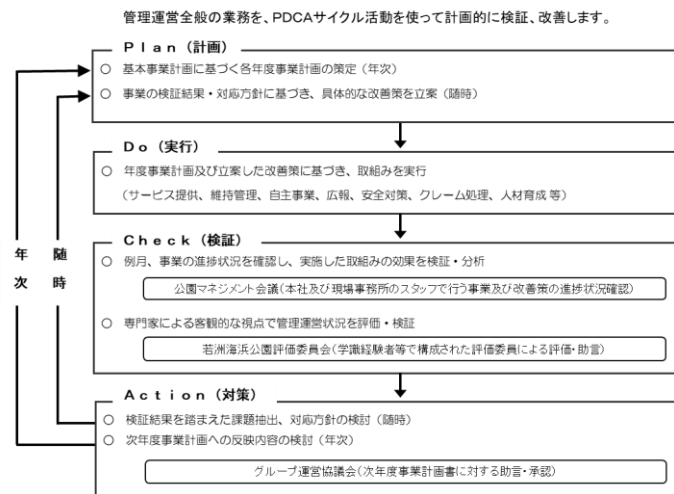 管理運営全般の業務を、PDCAサイクル活動を使って計画的に検証、改善します。
Plan（計画）
○ 基本事業計画に基づく各年度事業計画の策定（年次）
○ 事業の検証結果・対応方針に基づき、具体的な改善策を立案（随時）
Do（実行）
○ 年度事業計画及び立案した改善策に基づき、取組みを実行
（サービス提供、維持管理、自主事業、広報、安全対策、クレーム処理、人材育成 等）
Check（検証）
○ 例月、事業の進捗状況を確認し、実施した取組みの効果を検証・分析
公園マネジメント会議（本社及び現場事務所のスタッフで行う事業及び改善策の進捗状況確認）
○ 専門家による客観的な視点で管理運営状況を評価・検証
若洲海浜公園評価委員会（学識経験者等で構成された評価委員による評価・助言）
Action（対策）
○ 検証結果を踏まえた課題抽出、対応方針の検討（随時）
○ 次年度事業計画への反映内容の検討（年次）
グループ運営協議会（次年度事業計画書に対する助言・承認）
年次
随時